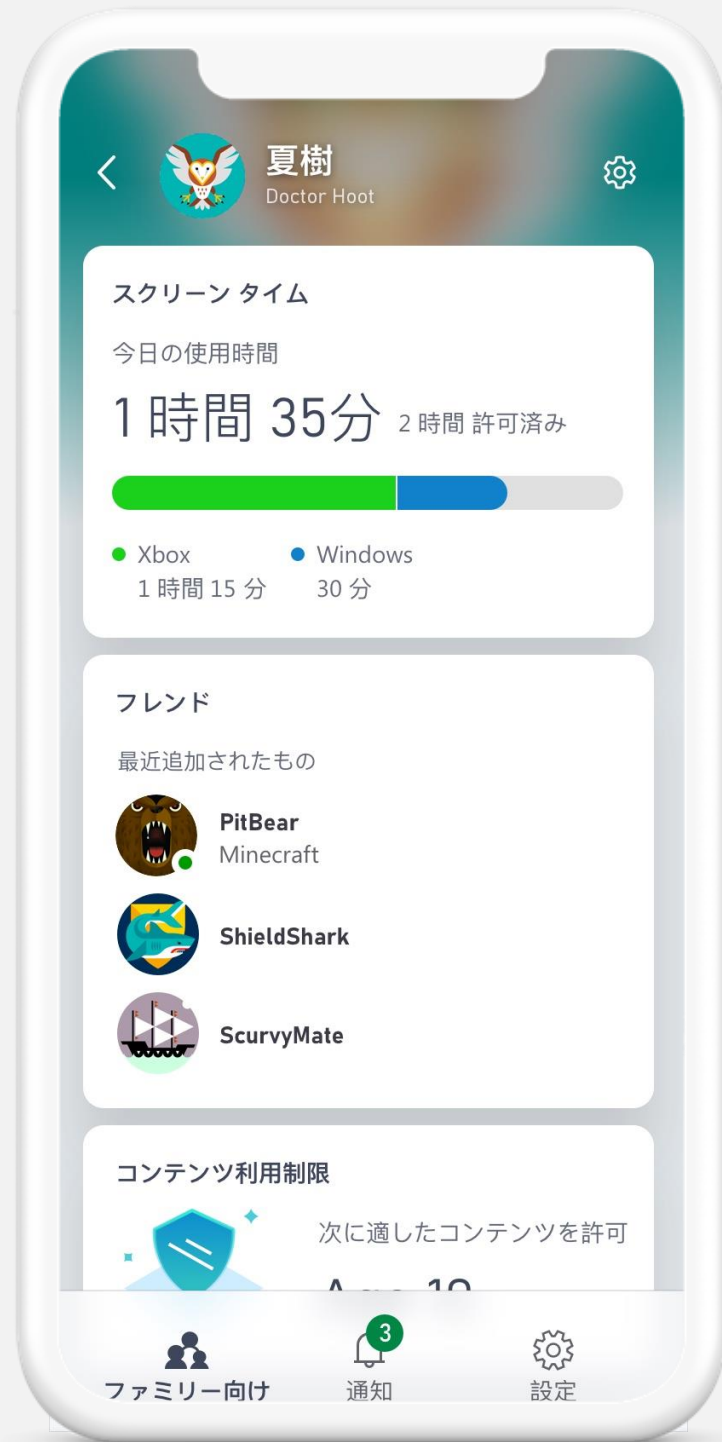 夏樹
Doctor Hoot
スクリーン タイム
今日の使用時間
1 時間 35分 2 時間 許可済み
Xbox Windows
1 時間 15 分 30 分
フレンド
最近追加されたもの
PitBear
Minecraft
ShieldShark
ScurvyMate
コンテンツ利用制限
次に適したコンテンツを許可
3
ファミリー向け 通知 設定